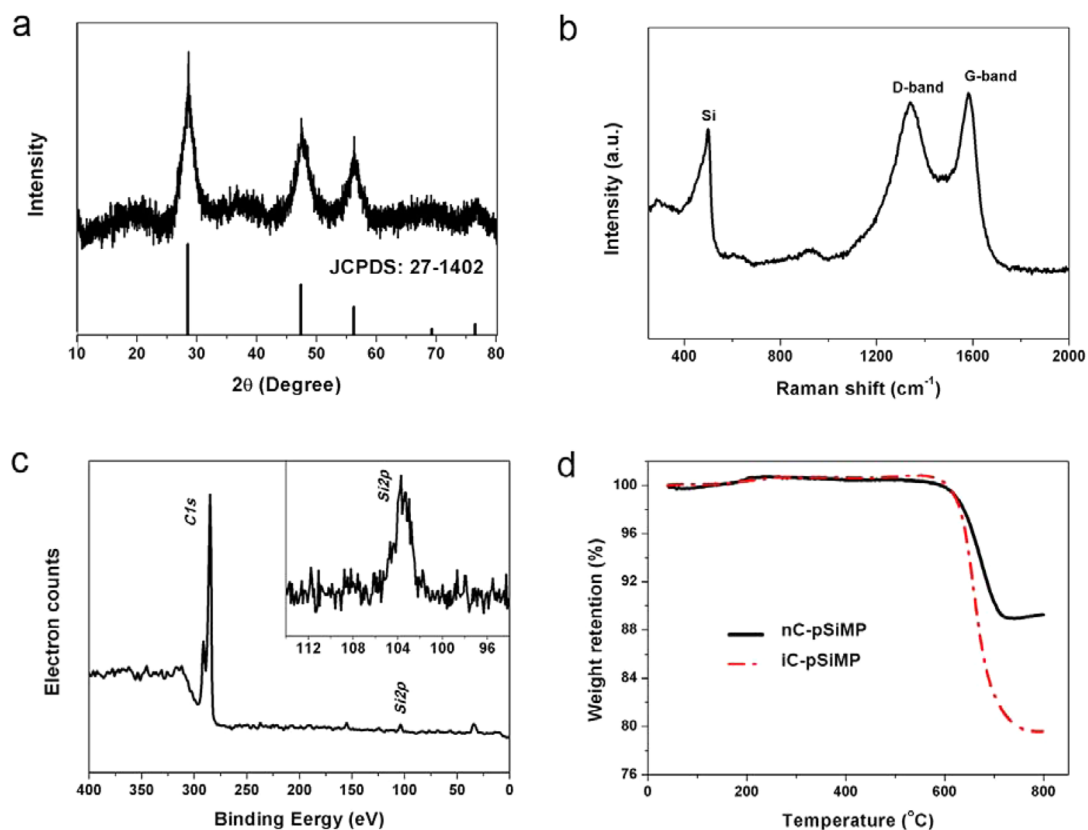 a
Intensity
JCPDS: 27-1402
10 20 30 40 50 60 70 80
2θ (Degree)
b
Intensity (a.u.)
Si
D-band
G-band
400 800 1200 1600 2000
Raman shift (cm-1)
c
Electron counts
C1s
Si2p
Si2p
112 108 104 100 96
400 350 300 250 200 150 100 50 0
Binding Eergy (eV)
d
Weight retention (%)
100
96
92
88
84
80
76
nC-pSiMP
iC-pSiMP
0 200 400 600 800
Temperature (°C)